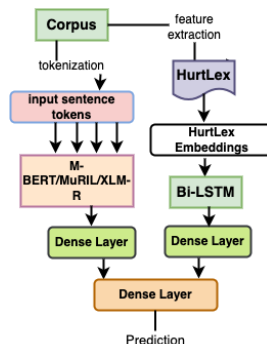 Corpus
feature
extraction
tokenization
HurtLex
input sentence
tokens
HurtLex
Embeddings
M-
BERT/MuRIL/XLM-
R
Bi-LSTM
Dense Layer
Dense Layer
Dense Layer
Prediction